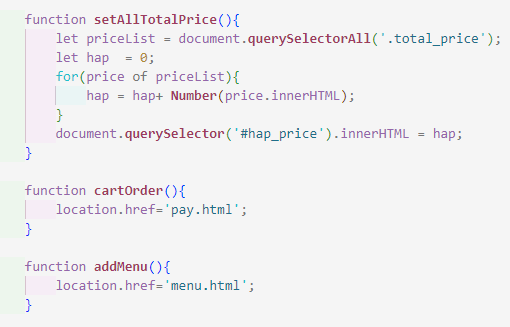 function setAllTotalPrice(){
let priceList = document.querySelectorAll('.total_price');
let hap  = 0;
for(price of priceList){
hap = hap+ Number(price.innerHTML);
}
document.querySelector('#hap_price').innerHTML = hap;
}
function cartOrder(){
location.href='pay.html';
}
function addMenu(){
location.href='menu.html';
}